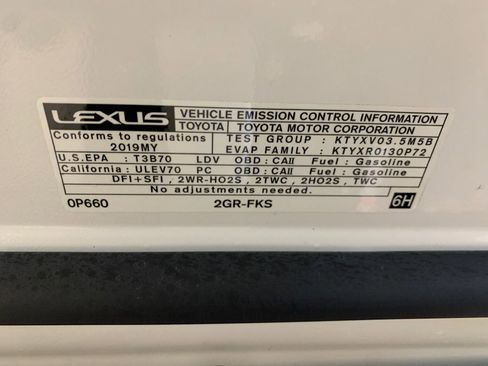 LEXUS VEHICLE EMISSION CONTROL INFORMATION
TOYOTA TOYOTA MOTOR CORPORATION
Conforms to regulations TEST GROUP : KTYXV03.5M5B
2019MY EVAP FAMILY : KTYXR0130P72
U.S.EPA : T3B70 LDV OBD : CAII Fuel : Gasoline
California : ULEV70 PC OBD : CAII Fuel : Gasoline
DFI+SFI , 2WR-HO2S , 2TWC , 2HO2S , TWC
No adjustments needed.
0P660 2GR-FKS 6H